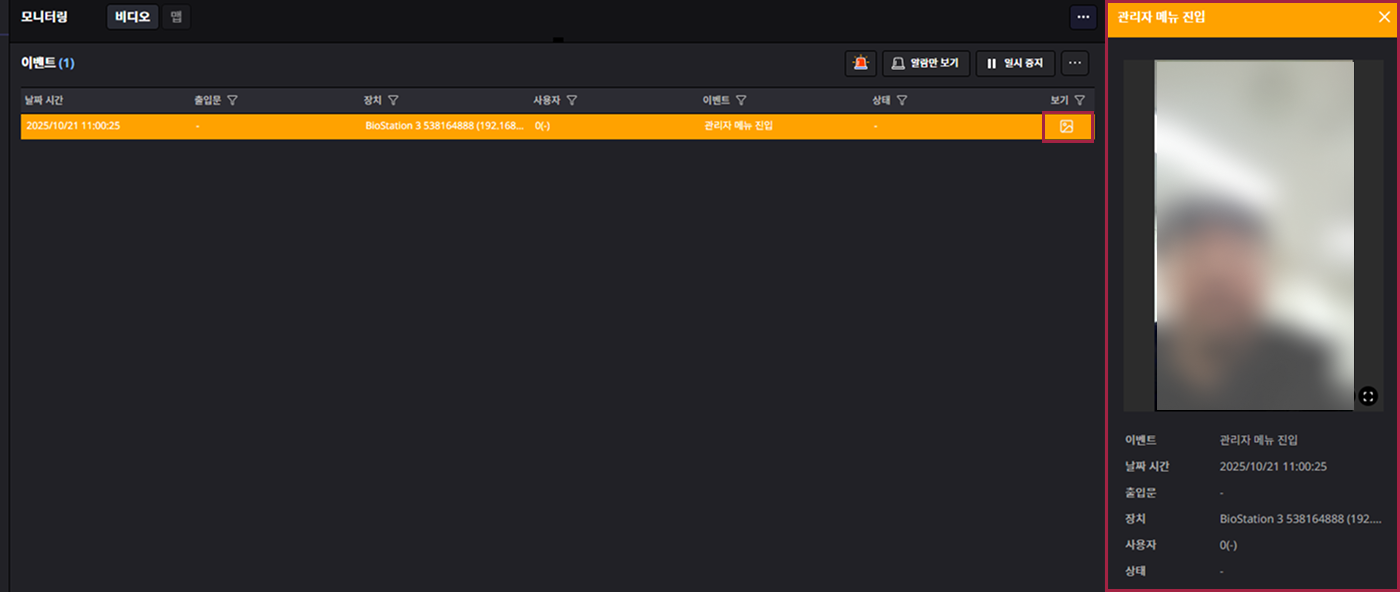 모니터링 비디오 맵
이벤트 (1) 알람만 보기 일시 중지
날짜 시간 출입문 장치 사용자 이벤트 상태 보기
2025/10/21 11:00:25 - BioStation 3 538164888 (192.168... 0(-) 관리자 메뉴 진입 -
관리자 메뉴 진입
이벤트 관리자 메뉴 진입
날짜 시간 2025/10/21 11:00:25
출입문 -
장치 BioStation 3 538164888 (192....
사용자 0(-)
상태 -